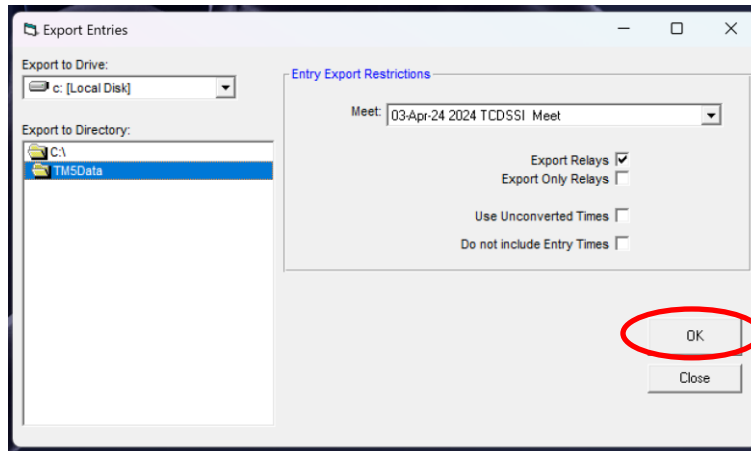 Export Entries
Export to Drive:
c: [Local Disk]
Export to Directory:
C:\
TM5Data
Entry Export Restrictions
Meet: 03-Apr-24 2024 TCDSSI  Meet
Export Relays
Export Only Relays
Use Unconverted Times
Do not include Entry Times
OK
Close